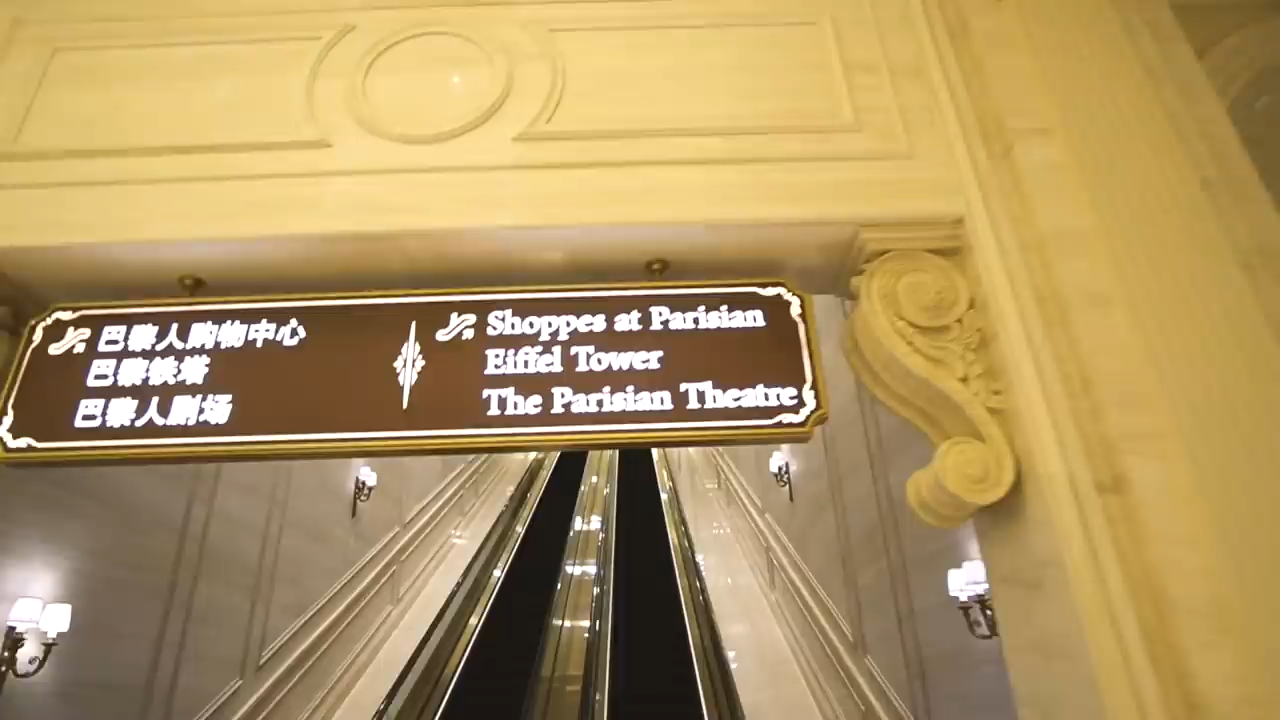 巴黎人购物中心
巴黎铁塔
巴黎人剧场
Shoppes at Parisian
Eiffel Tower
The Parisian Theatre